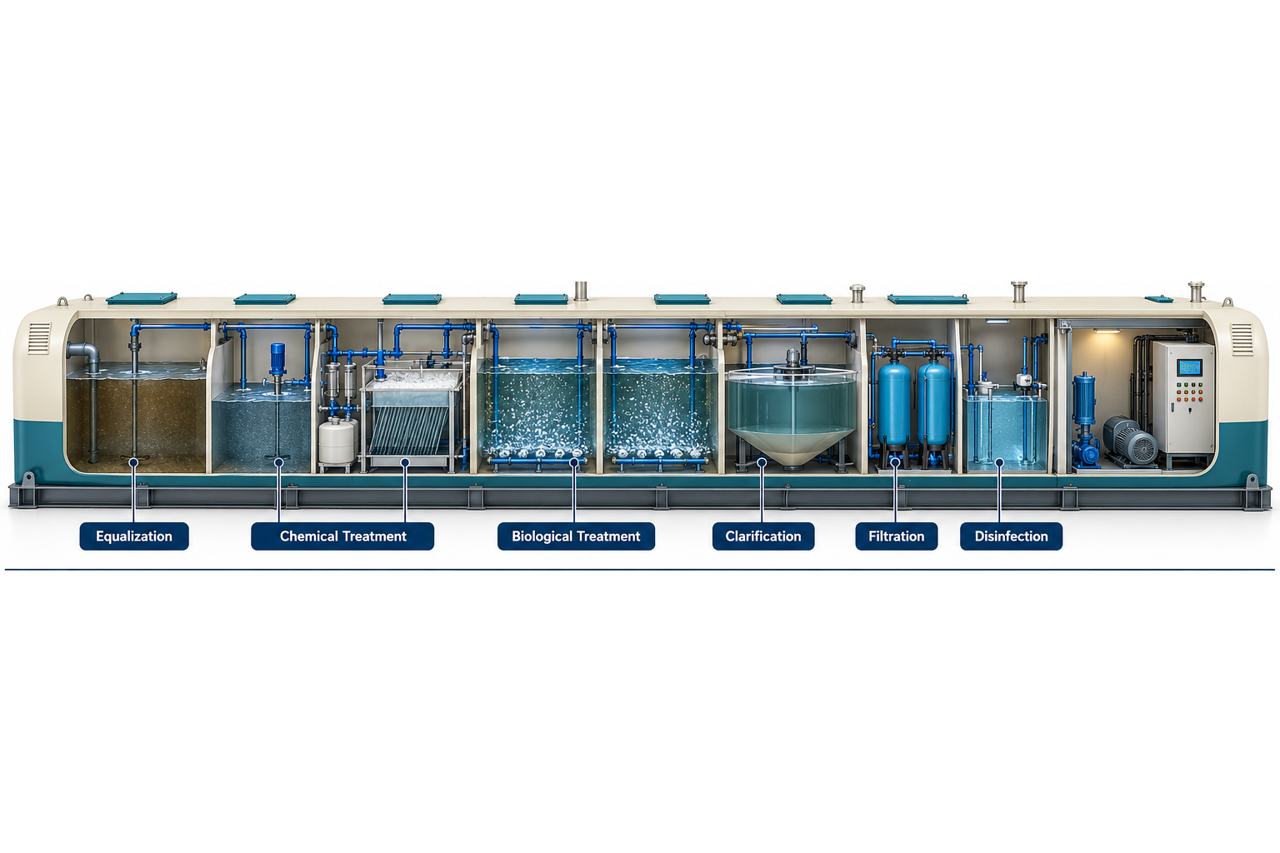 Equalization
Chemical Treatment
Biological Treatment
Clarification
Filtration
Disinfection